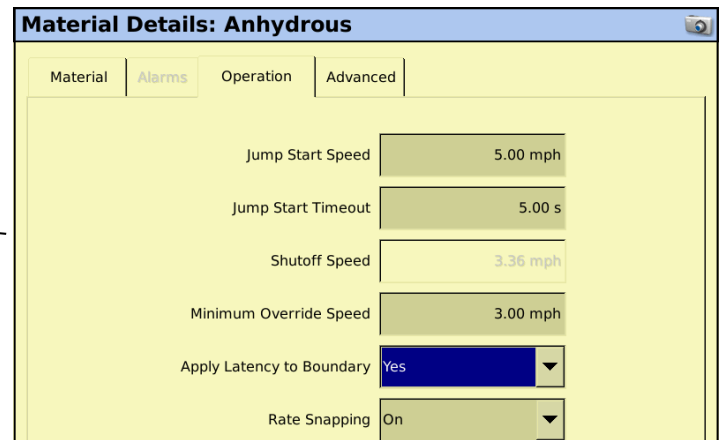 Material Details: Anhydrous
Material Alarms Operation Advanced
Jump Start Speed 5.00 mph
Jump Start Timeout 5.00 s
Shutoff Speed 3.36 mph
Minimum Override Speed 3.00 mph
Apply Latency to Boundary Yes
Rate Snapping On